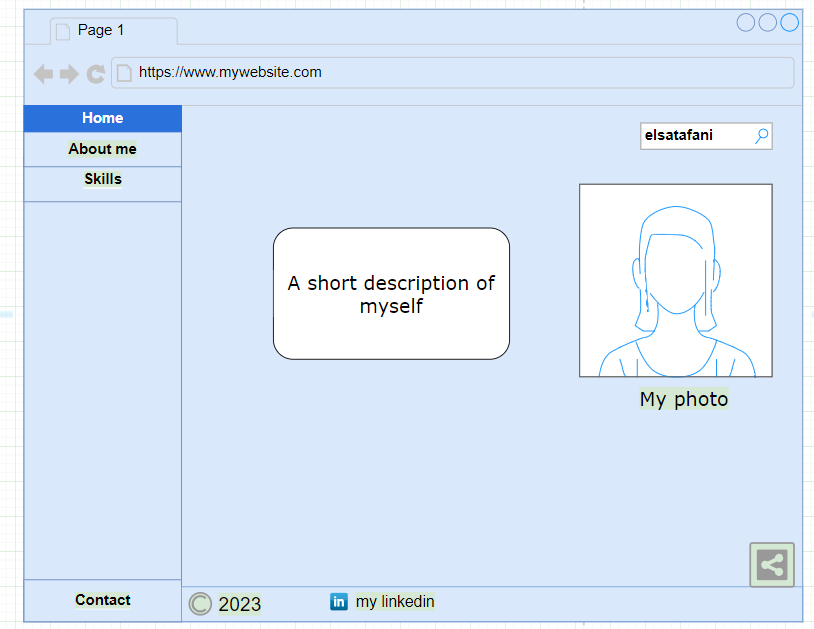 Page 1
https://www.mywebsite.com
Home
About me
Skills
elsatafani
A short description of
myself
My photo
Contact
© 2023
in my linkedin